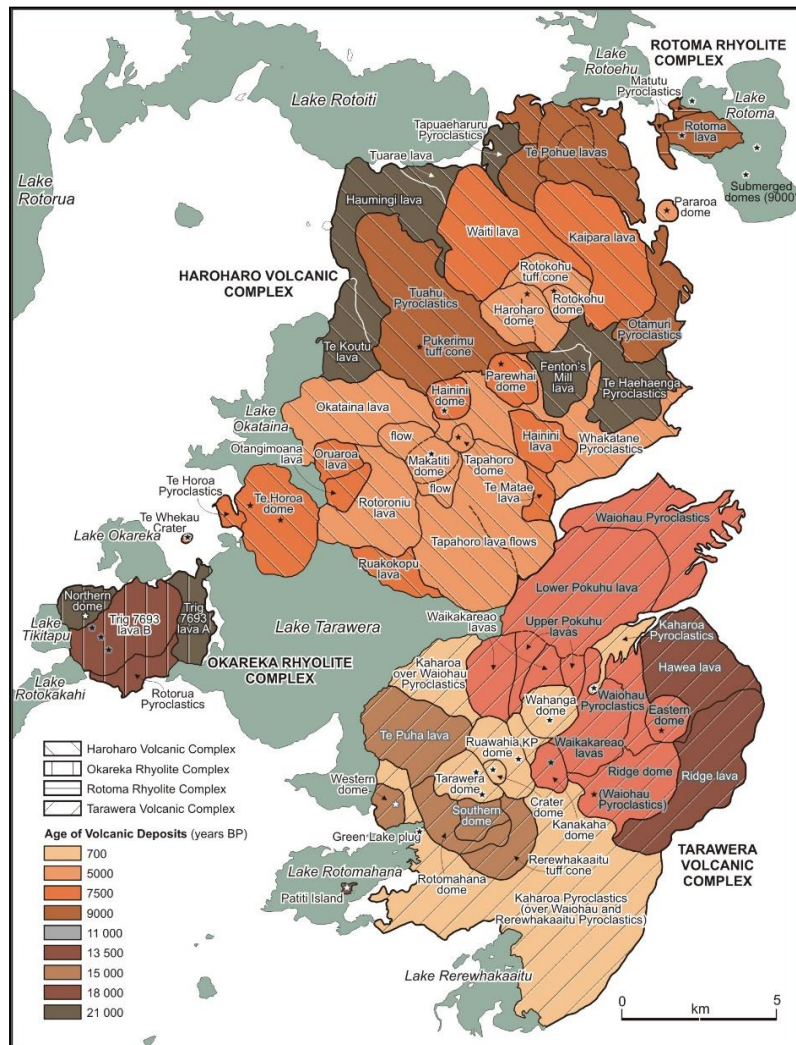 ROTOMA RHYOLITE
COMPLEX
Lake
Rotoehu
Matutu
Pyroclastics
Lake
Rotoma
Rotoma
lava
Submerged
domes (9000
Pararoa
dome
Lake Rotoiti
Tapuaeharuru
Pyroclastics
Tuarae lava
Te Pohue lavas
Lake
Rotorua
Haumingi lava
Waiti lava
Kaipara lava
HAROHARO VOLCANIC
COMPLEX
Tuahu
Pyroclastics
Rotokohu
tuff cone
Rotokohu
dome
Haroharo
dome
Otamuri
Pyroclastics
Te Koutu
lava
Pukerimu
tuff cone
Parewhai
dome
Fenton's
Mill lava
Te Haehaenga
Pyroclastics
Hainini
dome
Okataina lava
Lake
Okataina
Otangimoana
lava
flow
Oruaroa
lava
Makatiti
dome
flow
Tapahoro
dome
Hainini
lava
Whakatane
Pyroclastics
Te Horoa
Pyroclastics
Te Horoa
dome
Te Matae
lava
Rotoroniu
lava
Te Whekau
Crater
Lake Okareka
Tapahoro lava flows
Waiohau Pyroclastics
Ruakokopu
lava
Lower Pokuhu lava
Northern
dome
Trig 7693
lava B
Trig
7693
lava A
Lake
Tikitapu
Lake Tarawera
Waikakareao
lavas
Upper Pokuhu
lavas
Kaharoa
Pyroclastics
OKAREKA RHYOLITE
COMPLEX
Lake
Rotokakahi
Rotorua
Pyroclastics
Kaharoa
over Waiohau
Pyroclastics
Hawea lava
Wahanga
dome
Waiohau
Pyroclastics
Eastern
dome
Te Puha lava
Ruawahia
dome
KP
Waikakareao
lavas
Ridge dome
Ridge lava
Western
dome
Tarawera
dome
(Waiohau
Pyroclastics)
Southern
dome
Crater
dome
Kanakaha
dome
Green Lake plug
Rerewhakaaitu
tuff cone
TARAWERA
VOLCANIC
COMPLEX
Lake Rotomahana
Rotomahana
dome
Patiti Island
Kaharoa Pyroclastics
(over Waiohau and
Rerewhakaaitu Pyroclastics)
Lake Rerewhakaaitu
Haroharo Volcanic Complex
Okareka Rhyolite Complex
Rotoma Rhyolite Complex
Tarawera Volcanic Complex
Age of Volcanic Deposits (years BP)
700
5000
7500
9000
11 000
13 500
15 000
18 000
21 000
0
5
km